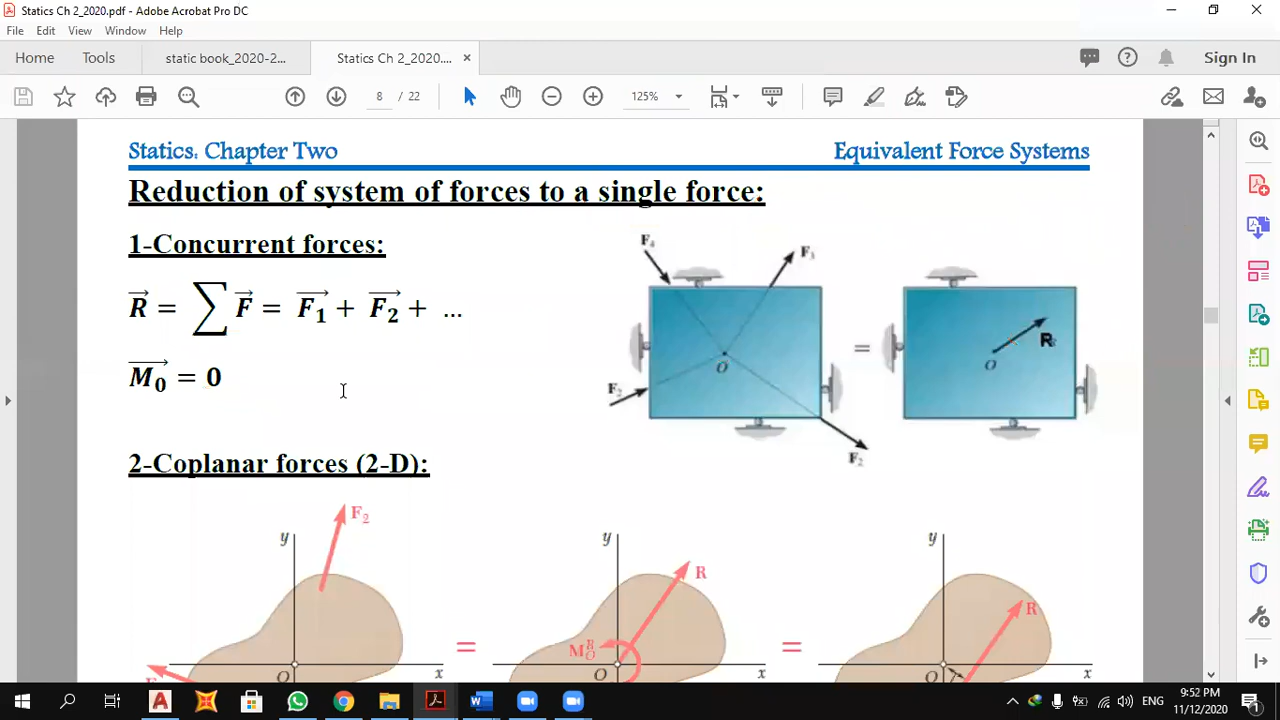 Statics Ch 2_2020.pdf - Adobe Acrobat Pro DC
File Edit View Window Help
Home Tools static book_2020-2... Statics Ch 2_2020.... × Sign In
8 / 22 125%
Statics: Chapter Two Equivalent Force Systems
Reduction of system of forces to a single force:
1-Concurrent forces:
F4 F3
R⃗ = ∑ F⃗ = F1⃗ + F2⃗ + ...
O = O R
M0⃗ = 0
F2
F2
2-Coplanar forces (2-D):
y F2 y R y R
= M_O^R =
O x O x O x
9:52 PM
ENG
11/12/2020